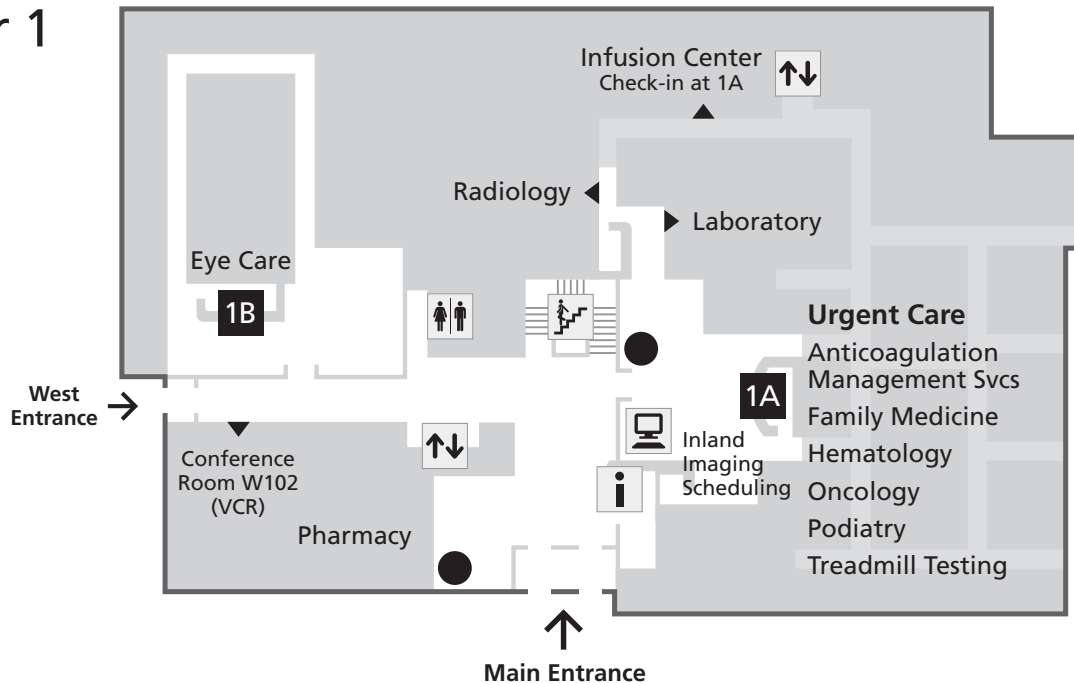 1
Infusion Center
Check-in at 1A
Radiology
Laboratory
Eye Care
1B
Urgent Care
Anticoagulation
Management Svcs
1A
Family Medicine
Hematology
Oncology
Podiatry
Treadmill Testing
West
Entrance
Inland
Imaging
Scheduling
i
Conference
Room W102
(VCR)
Pharmacy
Main Entrance